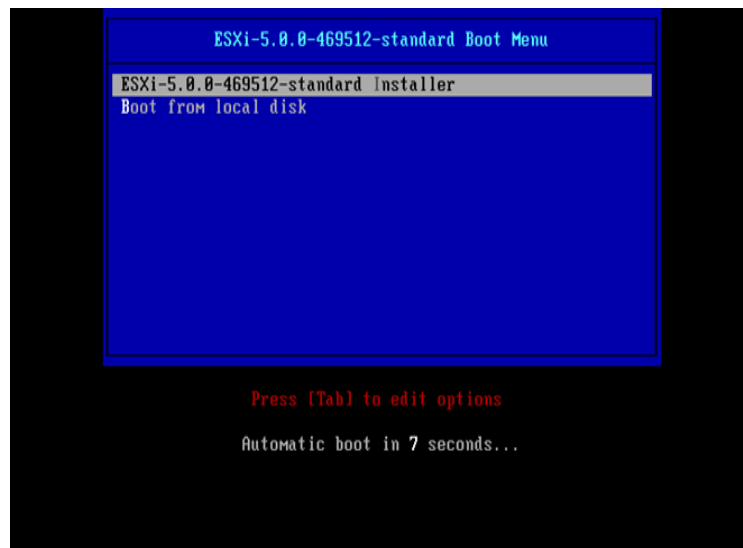 ESXi-5.0.0-469512-standard Boot Menu
ESXi-5.0.0-469512-standard Installer
Boot from local disk
Press [Tab] to edit options
Automatic boot in 7 seconds...